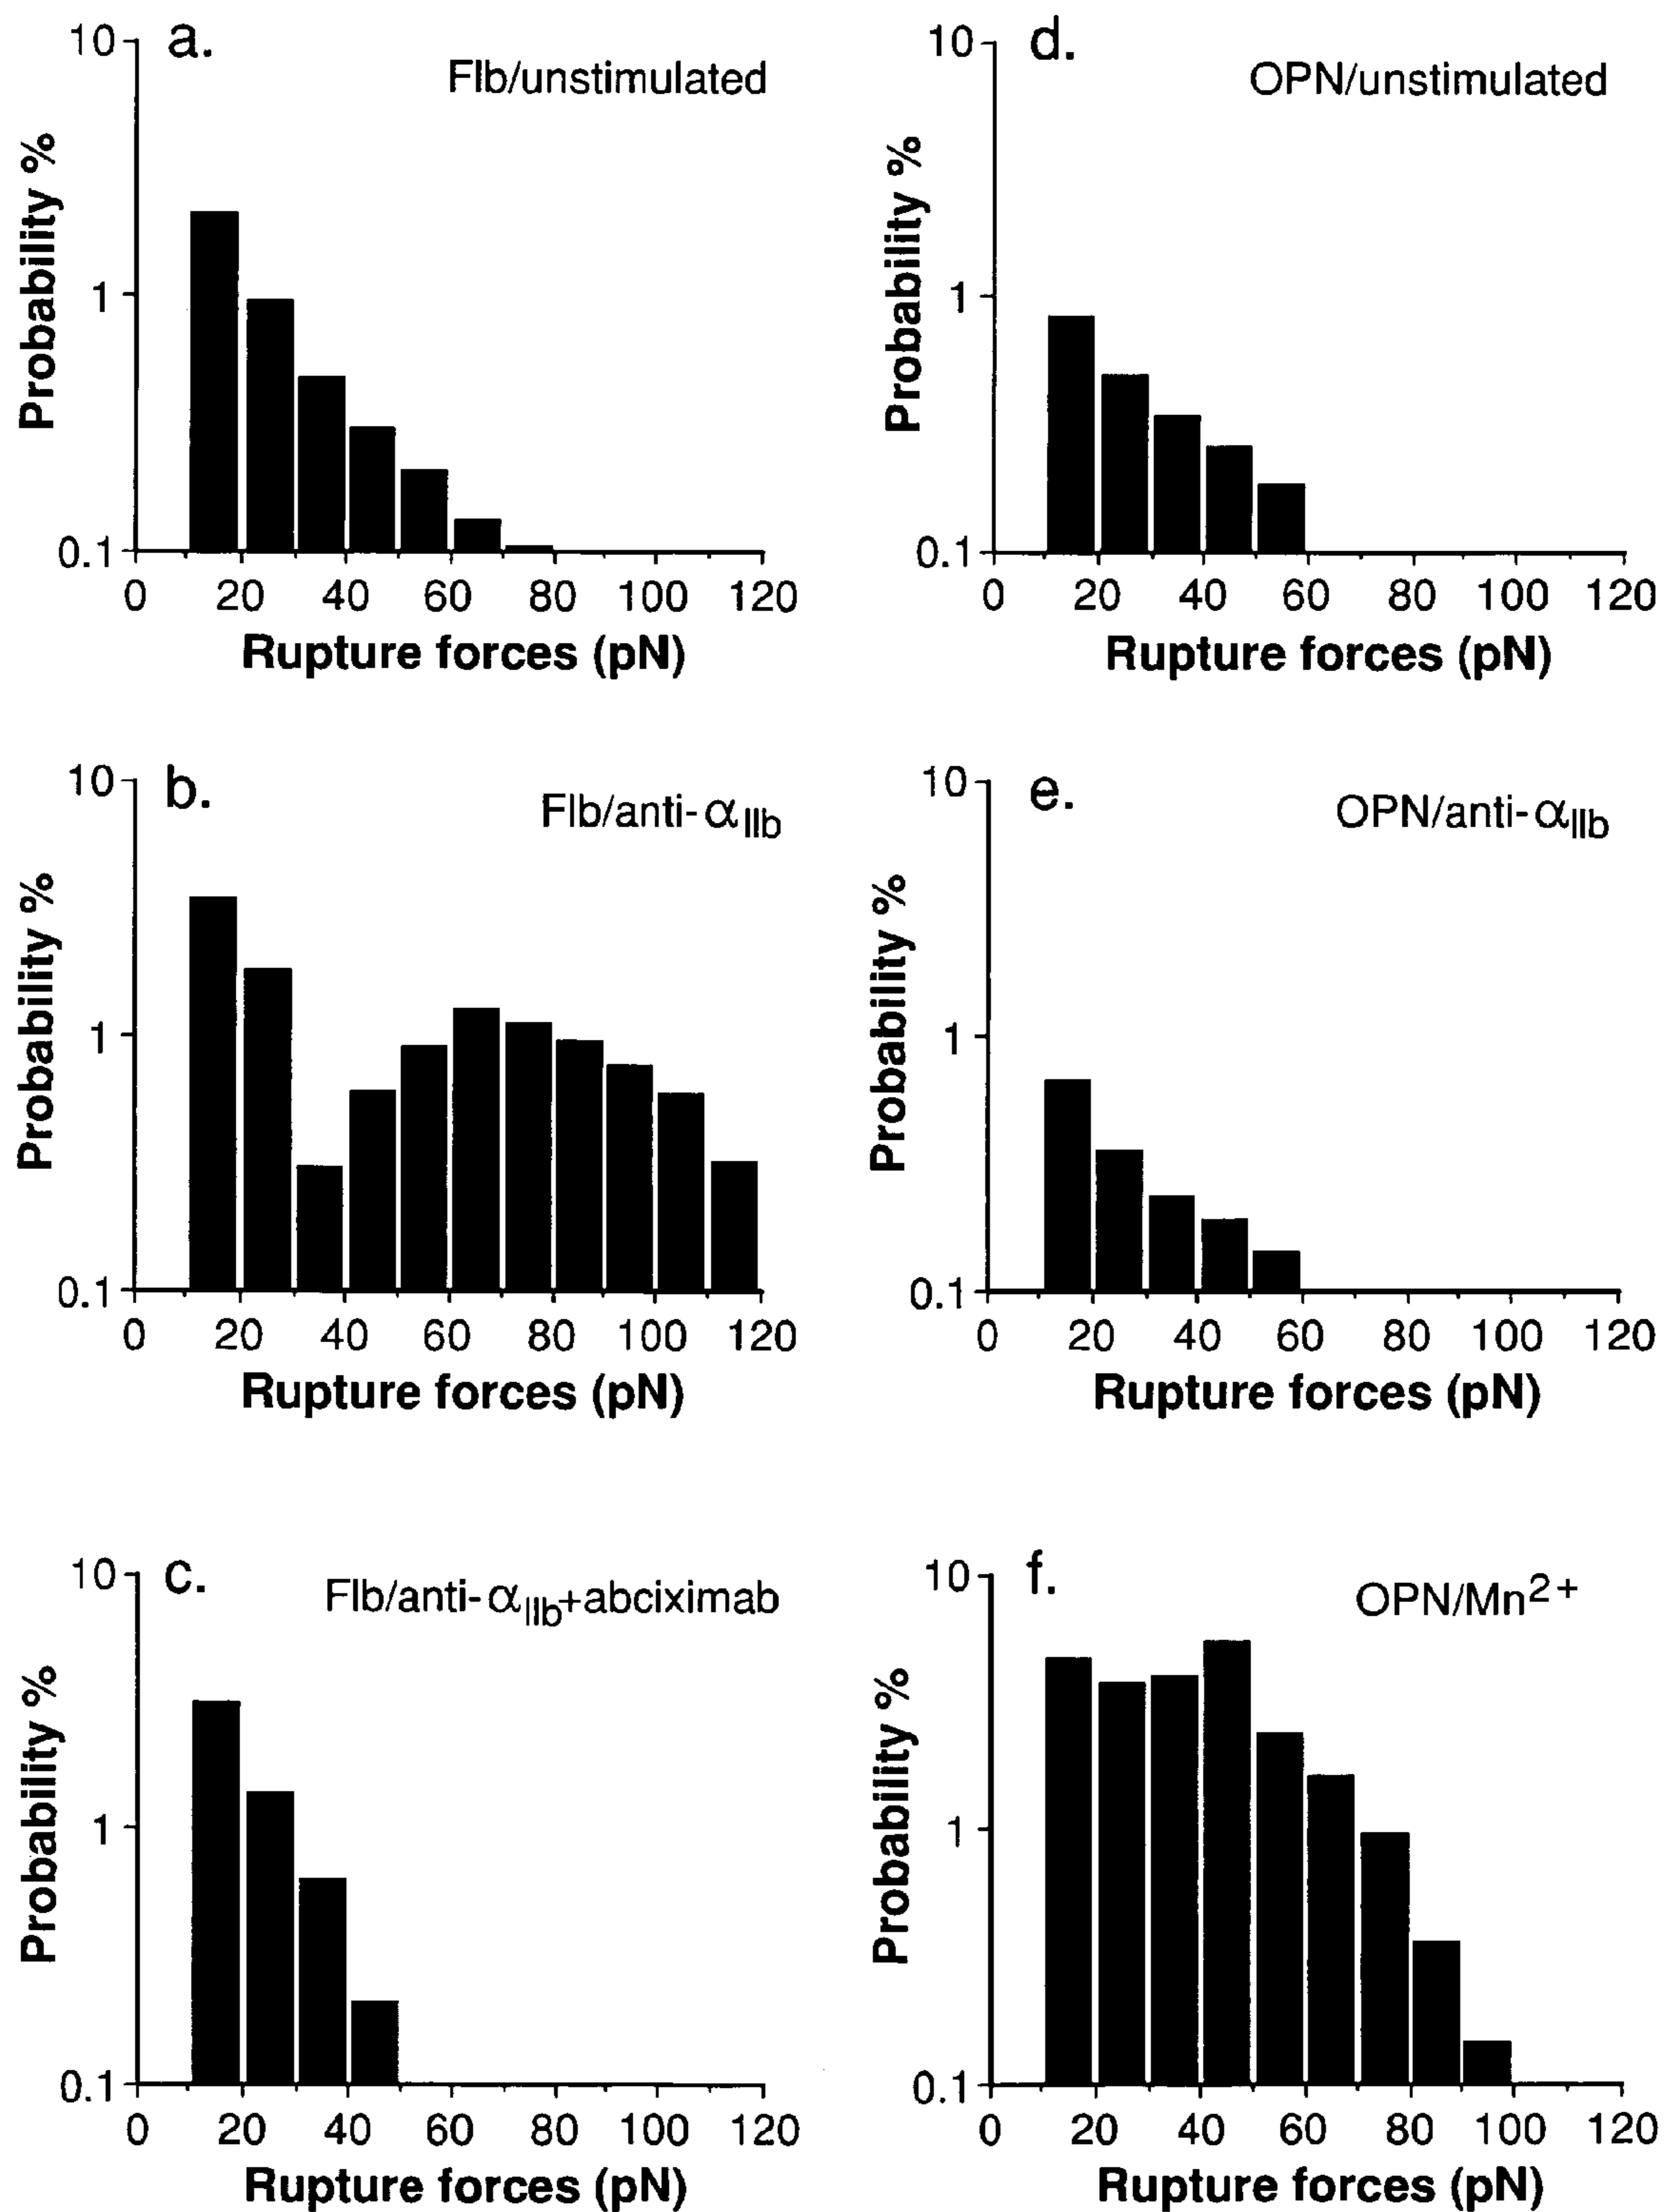 a.
FIb/unstimulated
10
1
0.1
Probability %
0 20 40 60 80 100 120
Rupture forces (pN)
d.
OPN/unstimulated
10
1
0.1
Probability %
0 20 40 60 80 100 120
Rupture forces (pN)
b.
FIb/anti-αIIb
10
1
0.1
Probability %
0 20 40 60 80 100 120
Rupture forces (pN)
e.
OPN/anti-αIIb
10
1
0.1
Probability %
0 20 40 60 80 100 120
Rupture forces (pN)
c.
FIb/anti-αIIb+abciximab
10
1
0.1
Probability %
0 20 40 60 80 100 120
Rupture forces (pN)
f.
OPN/Mn2+
10
1
0.1
Probability %
0 20 40 60 80 100 120
Rupture forces (pN)